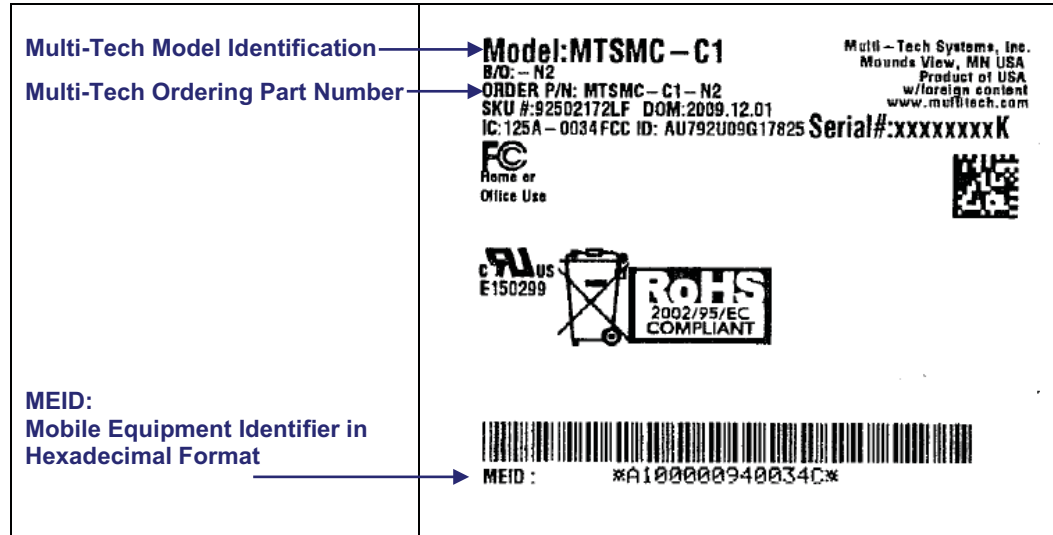 Multi-Tech Model Identification
Multi-Tech Ordering Part Number
Model:MTSMC-C1
B/O:-N2
ORDER P/N: MTSMC-C1-N2
SKU #:92502172LF DOM:2009.12.01
IC:125A-0034 FCC ID: AU792U09G17825 Serial#:xxxxxxxxK
Multi-Tech Systems, Inc.
Mounds View, MN USA
Product of USA
w/foreign content
www.multitech.com
FC
Home or
Office Use
C RU US
E150299
RoHS
2002/95/EC
COMPLIANT
MEID:
Mobile Equipment Identifier in
Hexadecimal Format
MEID : *A100000940034C*